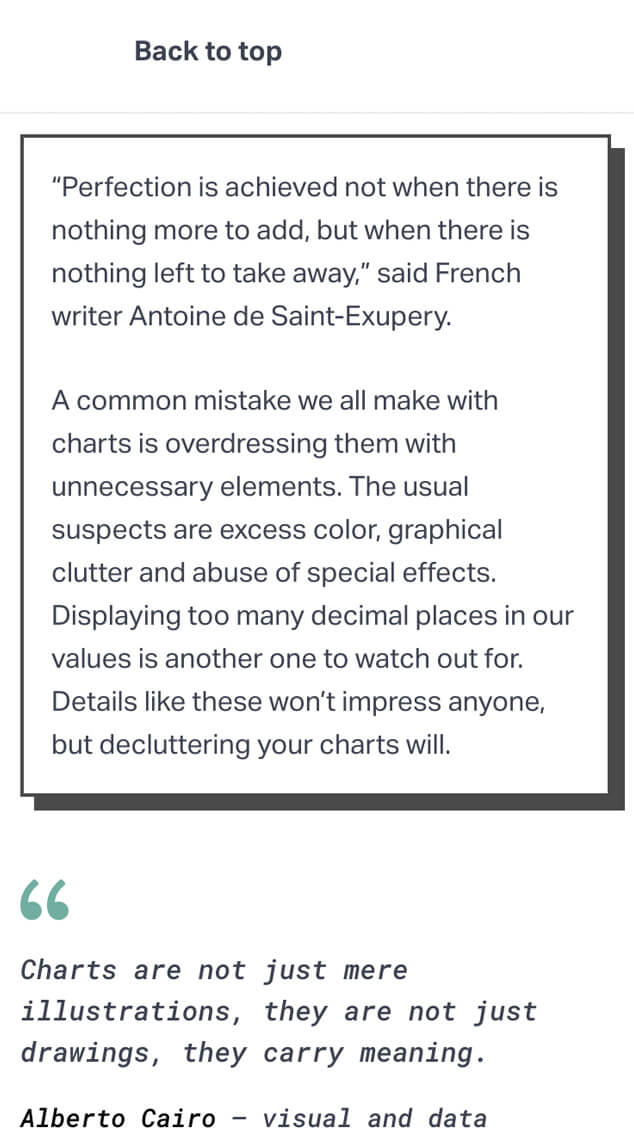 Back to top
“Perfection is achieved not when there is
nothing more to add, but when there is
nothing left to take away,” said French
writer Antoine de Saint-Exupery.
A common mistake we all make with
charts is overdressing them with
unnecessary elements. The usual
suspects are excess color, graphical
clutter and abuse of special effects.
Displaying too many decimal places in our
values is another one to watch out for.
Details like these won’t impress anyone,
but decluttering your charts will.
“
Charts are not just mere
illustrations, they are not just
drawings, they carry meaning.
Alberto Cairo – visual and data